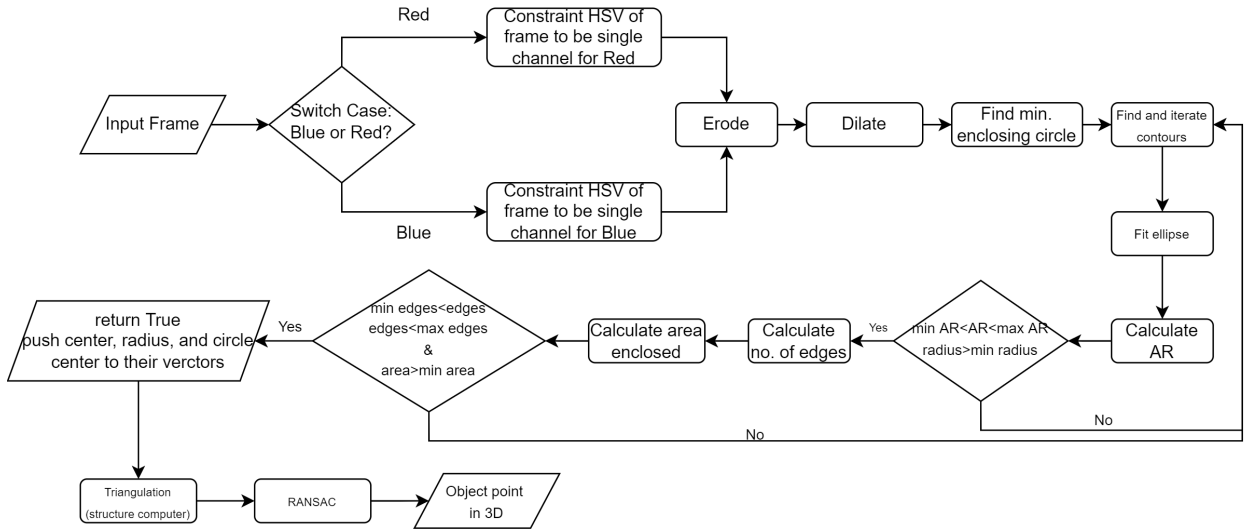 Red
Constraint HSV of
frame to be single
channel for Red
Input Frame
Switch Case:
Blue or Red?
Erode
Dilate
Find min.
enclosing circle
Find and iterate
contours
Blue
Constraint HSV of
frame to be single
channel for Blue
Fit ellipse
Calculate
AR
min AR<AR<max AR
radius>min radius
Yes
No
Calculate
no. of edges
Calculate area
enclosed
min edges<edges
edges<max edges
&
area>min area
Yes
No
return True
push center, radius, and circle
center to their verctors
Triangulation
(structure computer)
RANSAC
Object point
in 3D